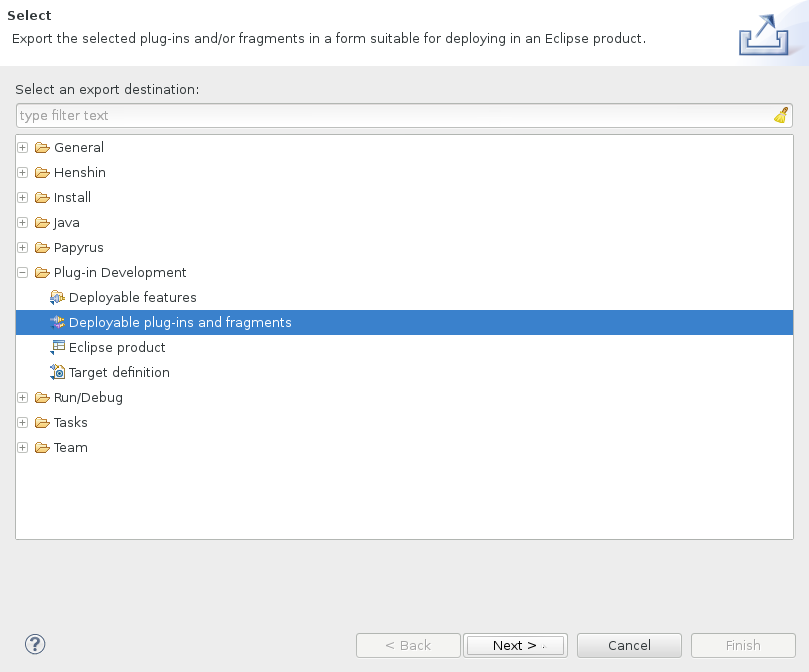 Select
Export the selected plug-ins and/or fragments in a form suitable for deploying in an Eclipse product.
Select an export destination:
type filter text
General
Henshin
Install
Java
Papyrus
Plug-in Development
Deployable features
Deployable plug-ins and fragments
Eclipse product
Target definition
Run/Debug
Tasks
Team
? < Back Next > Cancel Finish